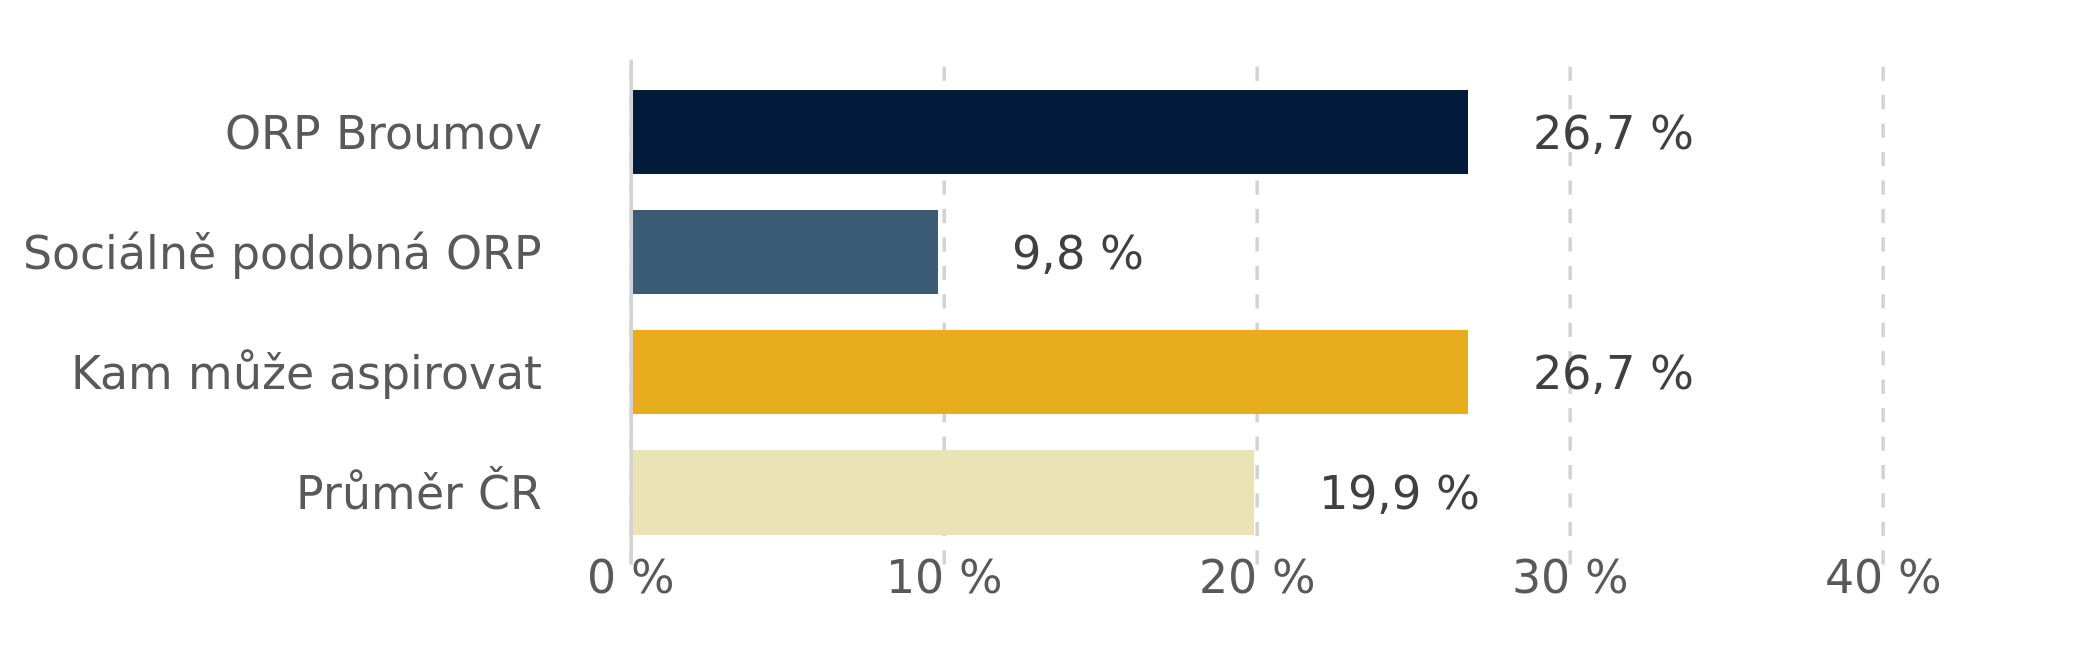 ORP Broumov 26,7 %
Sociálně podobná ORP 9,8 %
Kam může aspirovat 26,7 %
Průměr ČR 19,9 %
0 % 10 % 20 % 30 % 40 %